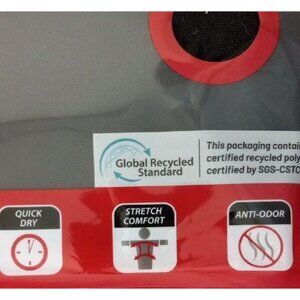 Global Recycled
Standard
This packaging contai
certified recycled poly
certified by SGS-CSTC
QUICK
DRY
STRETCH
COMFORT
ANTI-ODOR